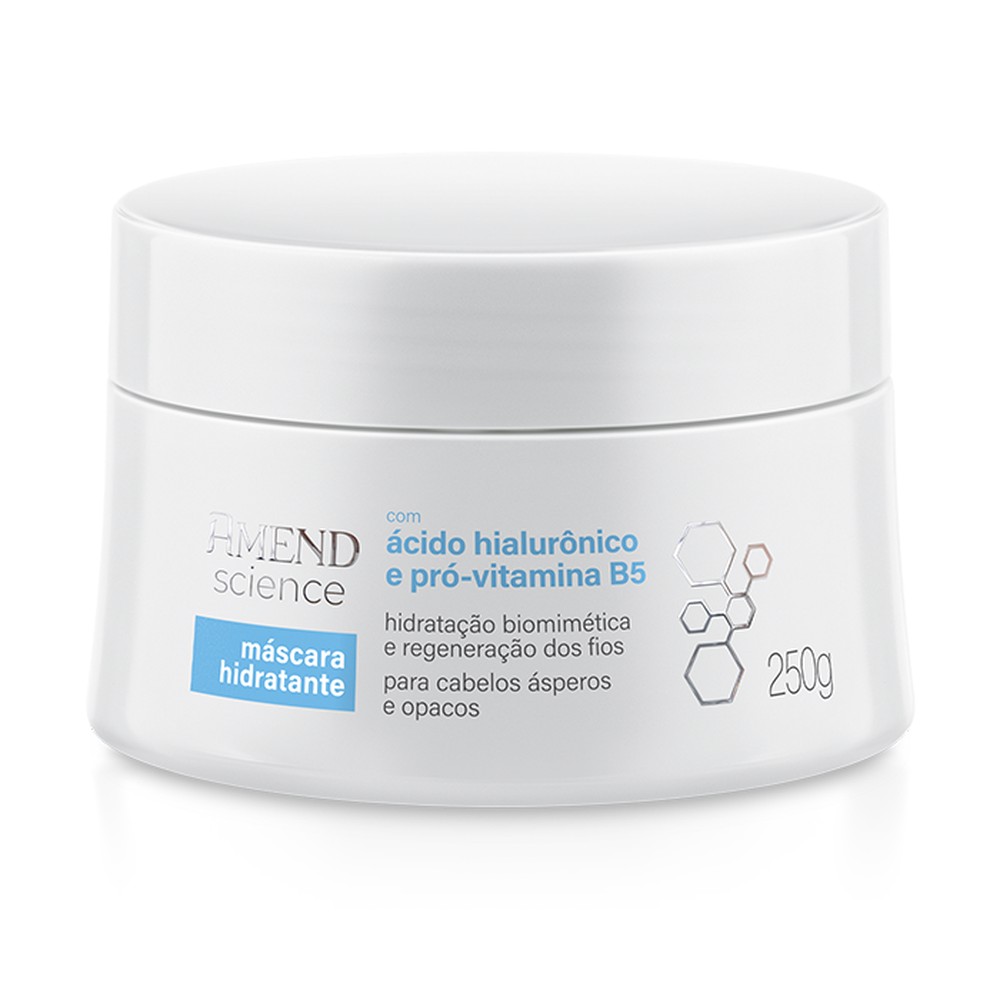 AMEND
science
máscara
hidratante
com
ácido hialurônico
e pró-vitamina B5
hidratação biomimética
e regeneração dos fios
para cabelos ásperos
e opacos
250g